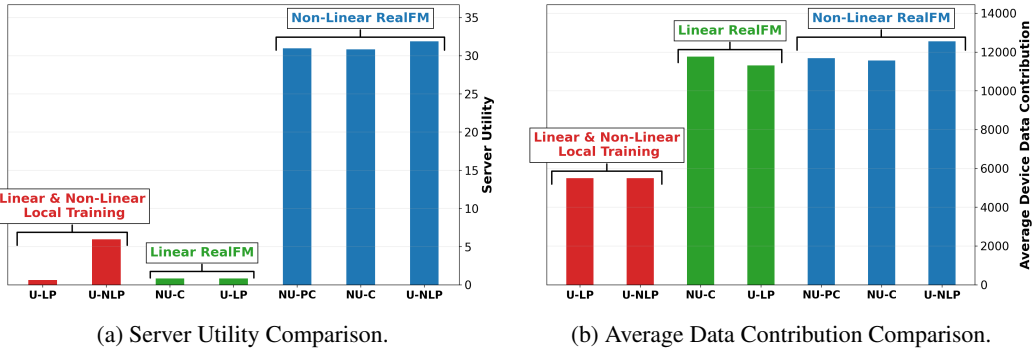 Non-Linear RealFM
Linear & Non-Linear
Local Training
Linear RealFM
35
30
25
20
15
10
5
0
Server Utility
U-LP
U-NLP
NU-C
U-LP
NU-PC
NU-C
U-NLP
(a) Server Utility Comparison.
Linear RealFM
Non-Linear RealFM
Linear & Non-Linear
Local Training
14000
12000
10000
8000
6000
4000
2000
0
Average Device Data Contribution
U-LP
U-NLP
NU-C
U-LP
NU-PC
NU-C
U-NLP
(b) Average Data Contribution Comparison.